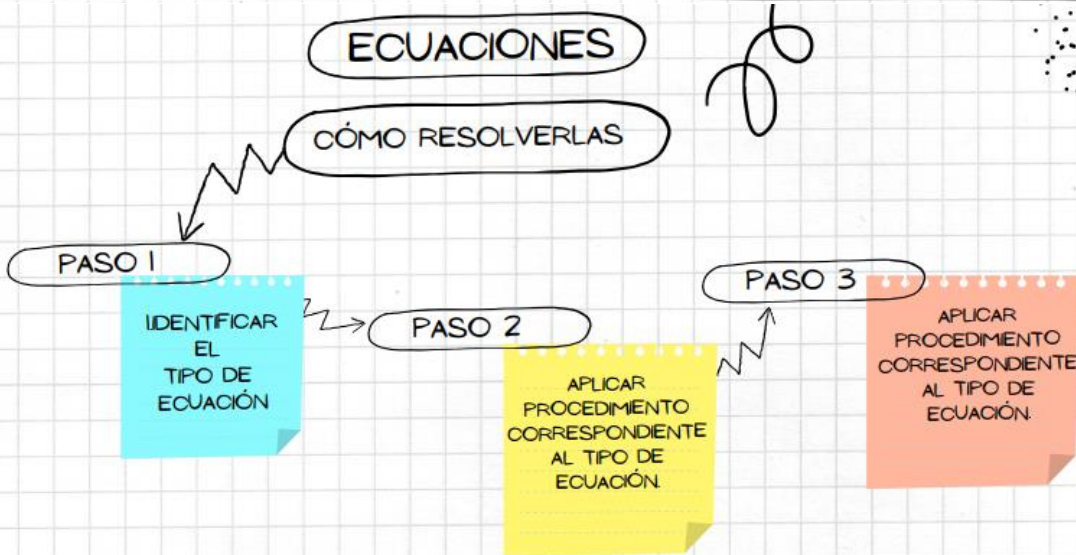 ECUACIONES
CÓMO RESOLVERLAS
PASO 1
1.IDENTIFICAR
EL
TIPO DE
ECUACIÓN
PASO 2
APLICAR
PROCEDIMIENTO
CORRESPONDIENTE
AL TIPO DE
ECUACIÓN.
PASO 3
APLICAR
PROCEDIMIENTO
CORRESPONDIENTE
AL TIPO DE
ECUACIÓN.